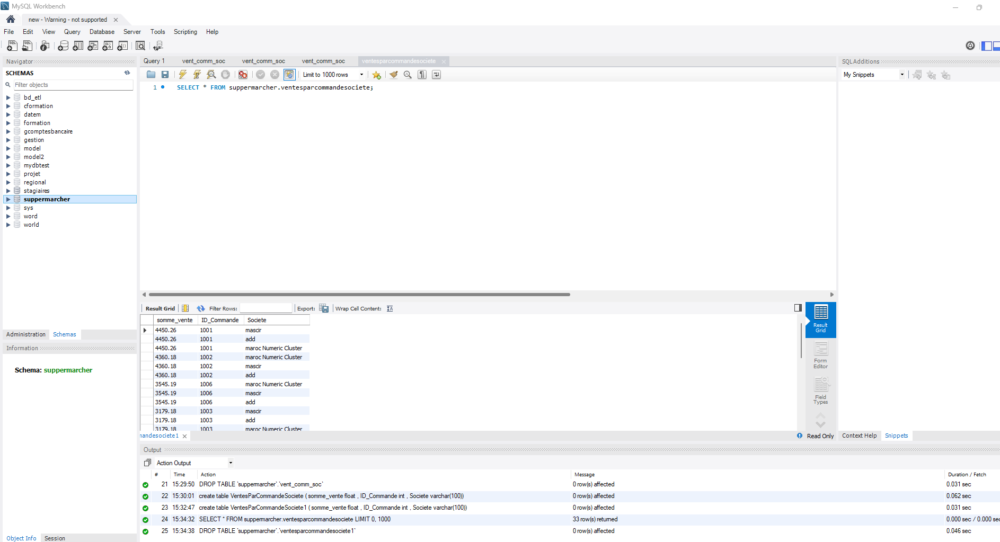 MySQL Workbench
new - Warning - not supported
File Edit View Query Database Server Tools Scripting Help
Navigator
SCHEMAS
Filter objects
bd_etl
cformation
datem
formation
gcomptesbancaire
gestion
model
model2
mydbtest
projet
regional
stagiaires
suppermarcher
sys
word
world
Administration Schemas
Information
Schema: suppermarcher
Object Info Session
Query 1 vent_comm_soc vent_comm_soc vent_comm_soc ventesparcommandesociete
Limit to 1000 rows
1 SELECT * FROM suppermarcher.ventesparcommandesociete;
Result Grid Filter Rows: Export: Wrap Cell Content:
somme_vente ID_Commande Societe
4450.26 1001 mascir
4450.26 1001 add
4450.26 1001 maroc Numeric Cluster
4360.18 1002 maroc Numeric Cluster
4360.18 1002 mascir
4360.18 1002 add
3545.19 1006 maroc Numeric Cluster
3545.19 1006 mascir
3545.19 1006 add
3179.18 1003 mascir
3179.18 1003 add
3179.18 1003 maroc Numeric Cluster
Result
Grid
Form
Editor
Field
Types
mandesociete1
Read Only
SQLAdditions
My Snippets
Context Help Snippets
Output
Action Output
# Time Action Message Duration / Fetch
21 15:29:50 DROP TABLE `suppermarcher`.`vent_comm_soc` 0 row(s) affected 0.031 sec
22 15:30:01 create table VentesParCommandeSociete ( somme_vente float , ID_Commande int , Societe varchar(100)) 0 row(s) affected 0.062 sec
23 15:32:47 create table VentesParCommandeSociete1 ( somme_vente float , ID_Commande int , Societe varchar(100)) 0 row(s) affected 0.031 sec
24 15:34:32 SELECT * FROM suppermarcher.ventesparcommandesociete LIMIT 0, 1000 33 row(s) returned 0.000 sec / 0.000 sec
25 15:34:38 DROP TABLE `suppermarcher`.`ventesparcommandesociete1` 0 row(s) affected 0.046 sec